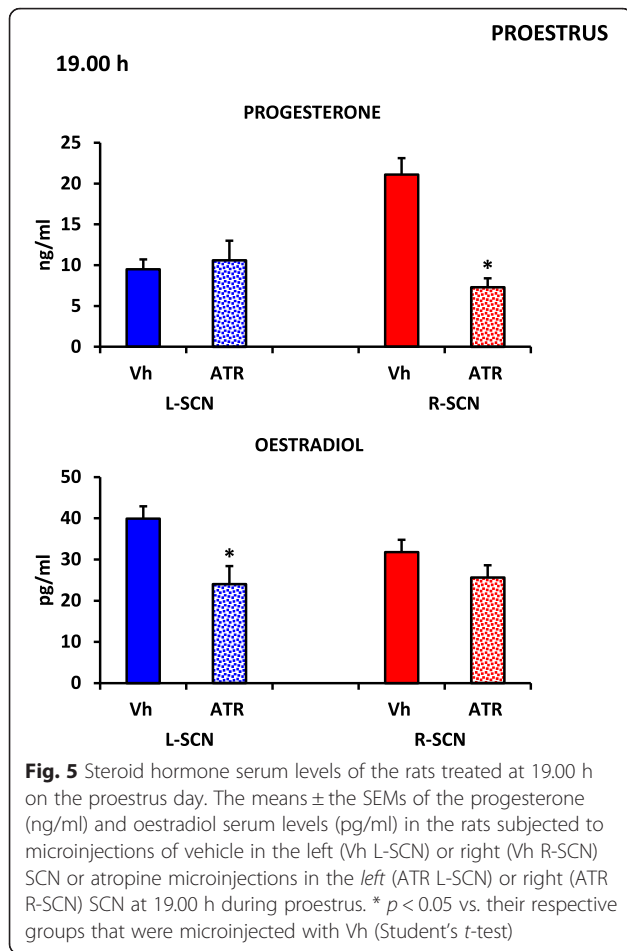 PROESTRUS
19.00 h
PROGESTERONE
25
20
15
10
5
0
ng/ml
*
Vh ATR Vh ATR
L-SCN R-SCN
OESTRADIOL
50
40
30
20
10
0
pg/ml
*
Vh ATR Vh ATR
L-SCN R-SCN
Fig. 5 Steroid hormone serum levels of the rats treated at 19.00 h
on the proestrus day. The means ± the SEMs of the progesterone
(ng/ml) and oestradiol serum levels (pg/ml) in the rats subjected to
microinjections of vehicle in the left (Vh L-SCN) or right (Vh R-SCN)
SCN or atropine microinjections in the left (ATR L-SCN) or right (ATR
R-SCN) SCN at 19.00 h during proestrus. * p < 0.05 vs. their respective
groups that were microinjected with Vh (Student's t-test)